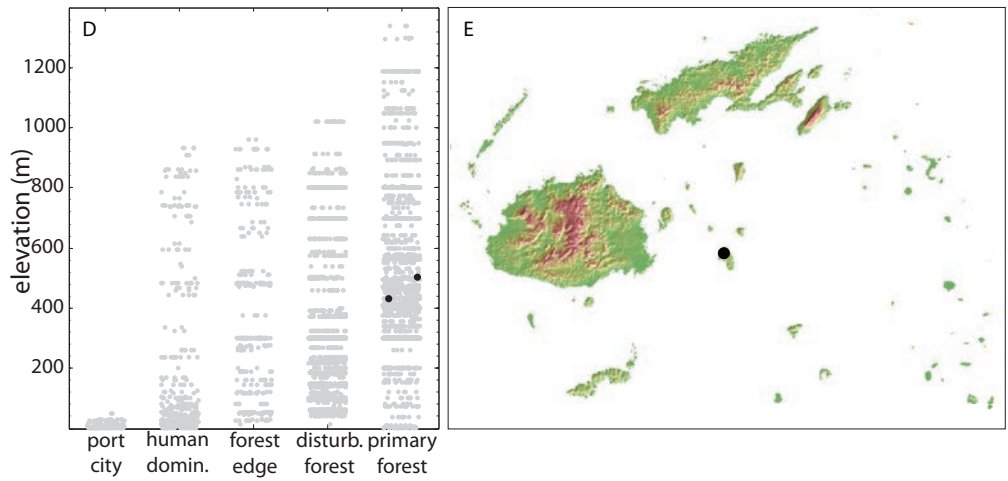 D
E
elevation (m)
1200
1000
800
600
400
200
port city
human domin.
forest edge
disturb. forest
primary forest